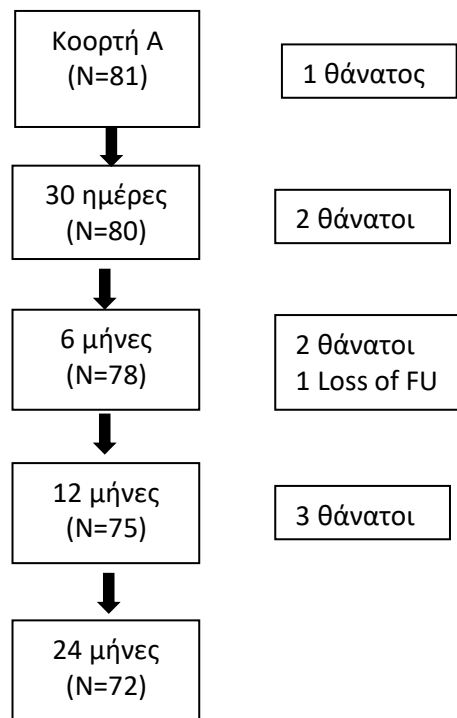 Κοορτή Α
(N=81)
1 θάνατος
30 ημέρες
(N=80)
2 θάνατοι
6 μήνες
(N=78)
2 θάνατοι
1 Loss of FU
12 μήνες
(N=75)
3 θάνατοι
24 μήνες
(N=72)